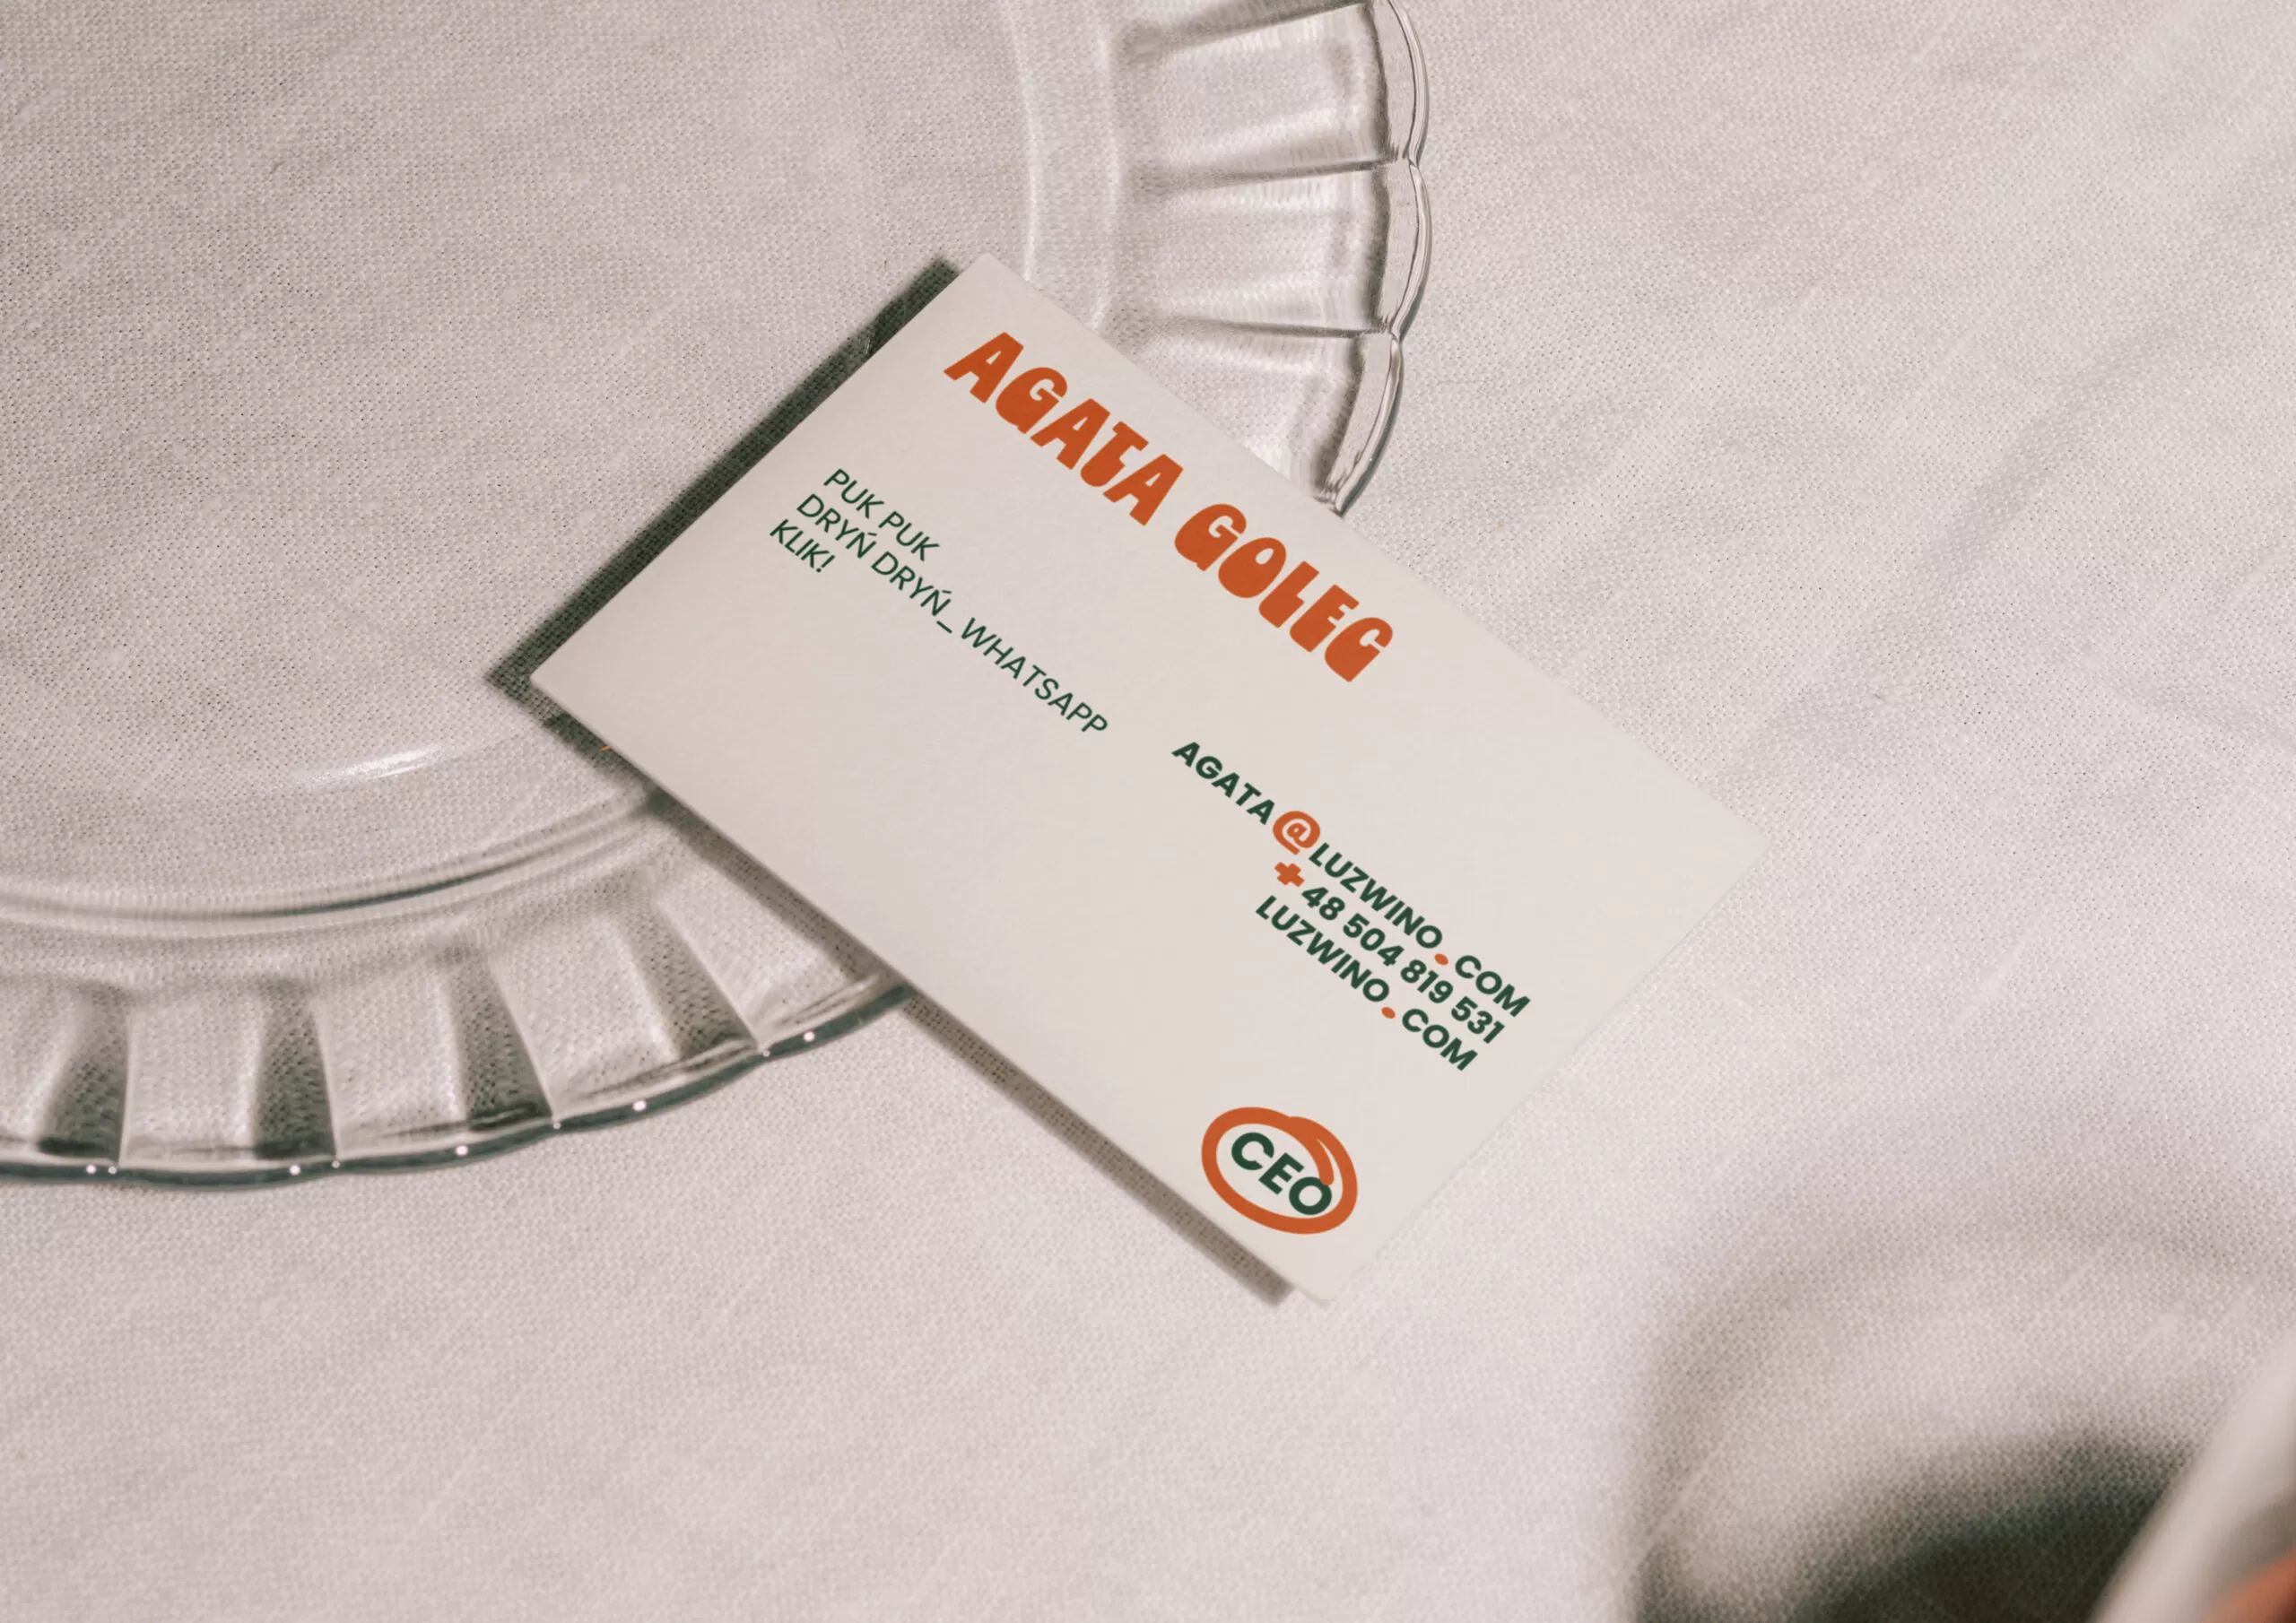 AGATA GOLEC
PUK PUK
DRYŃ DRYŃ_WHATSAPP
KLIK!
AGATA@LUZWINO.COM
+48 504 819 531
LUZWINO.COM
CEO